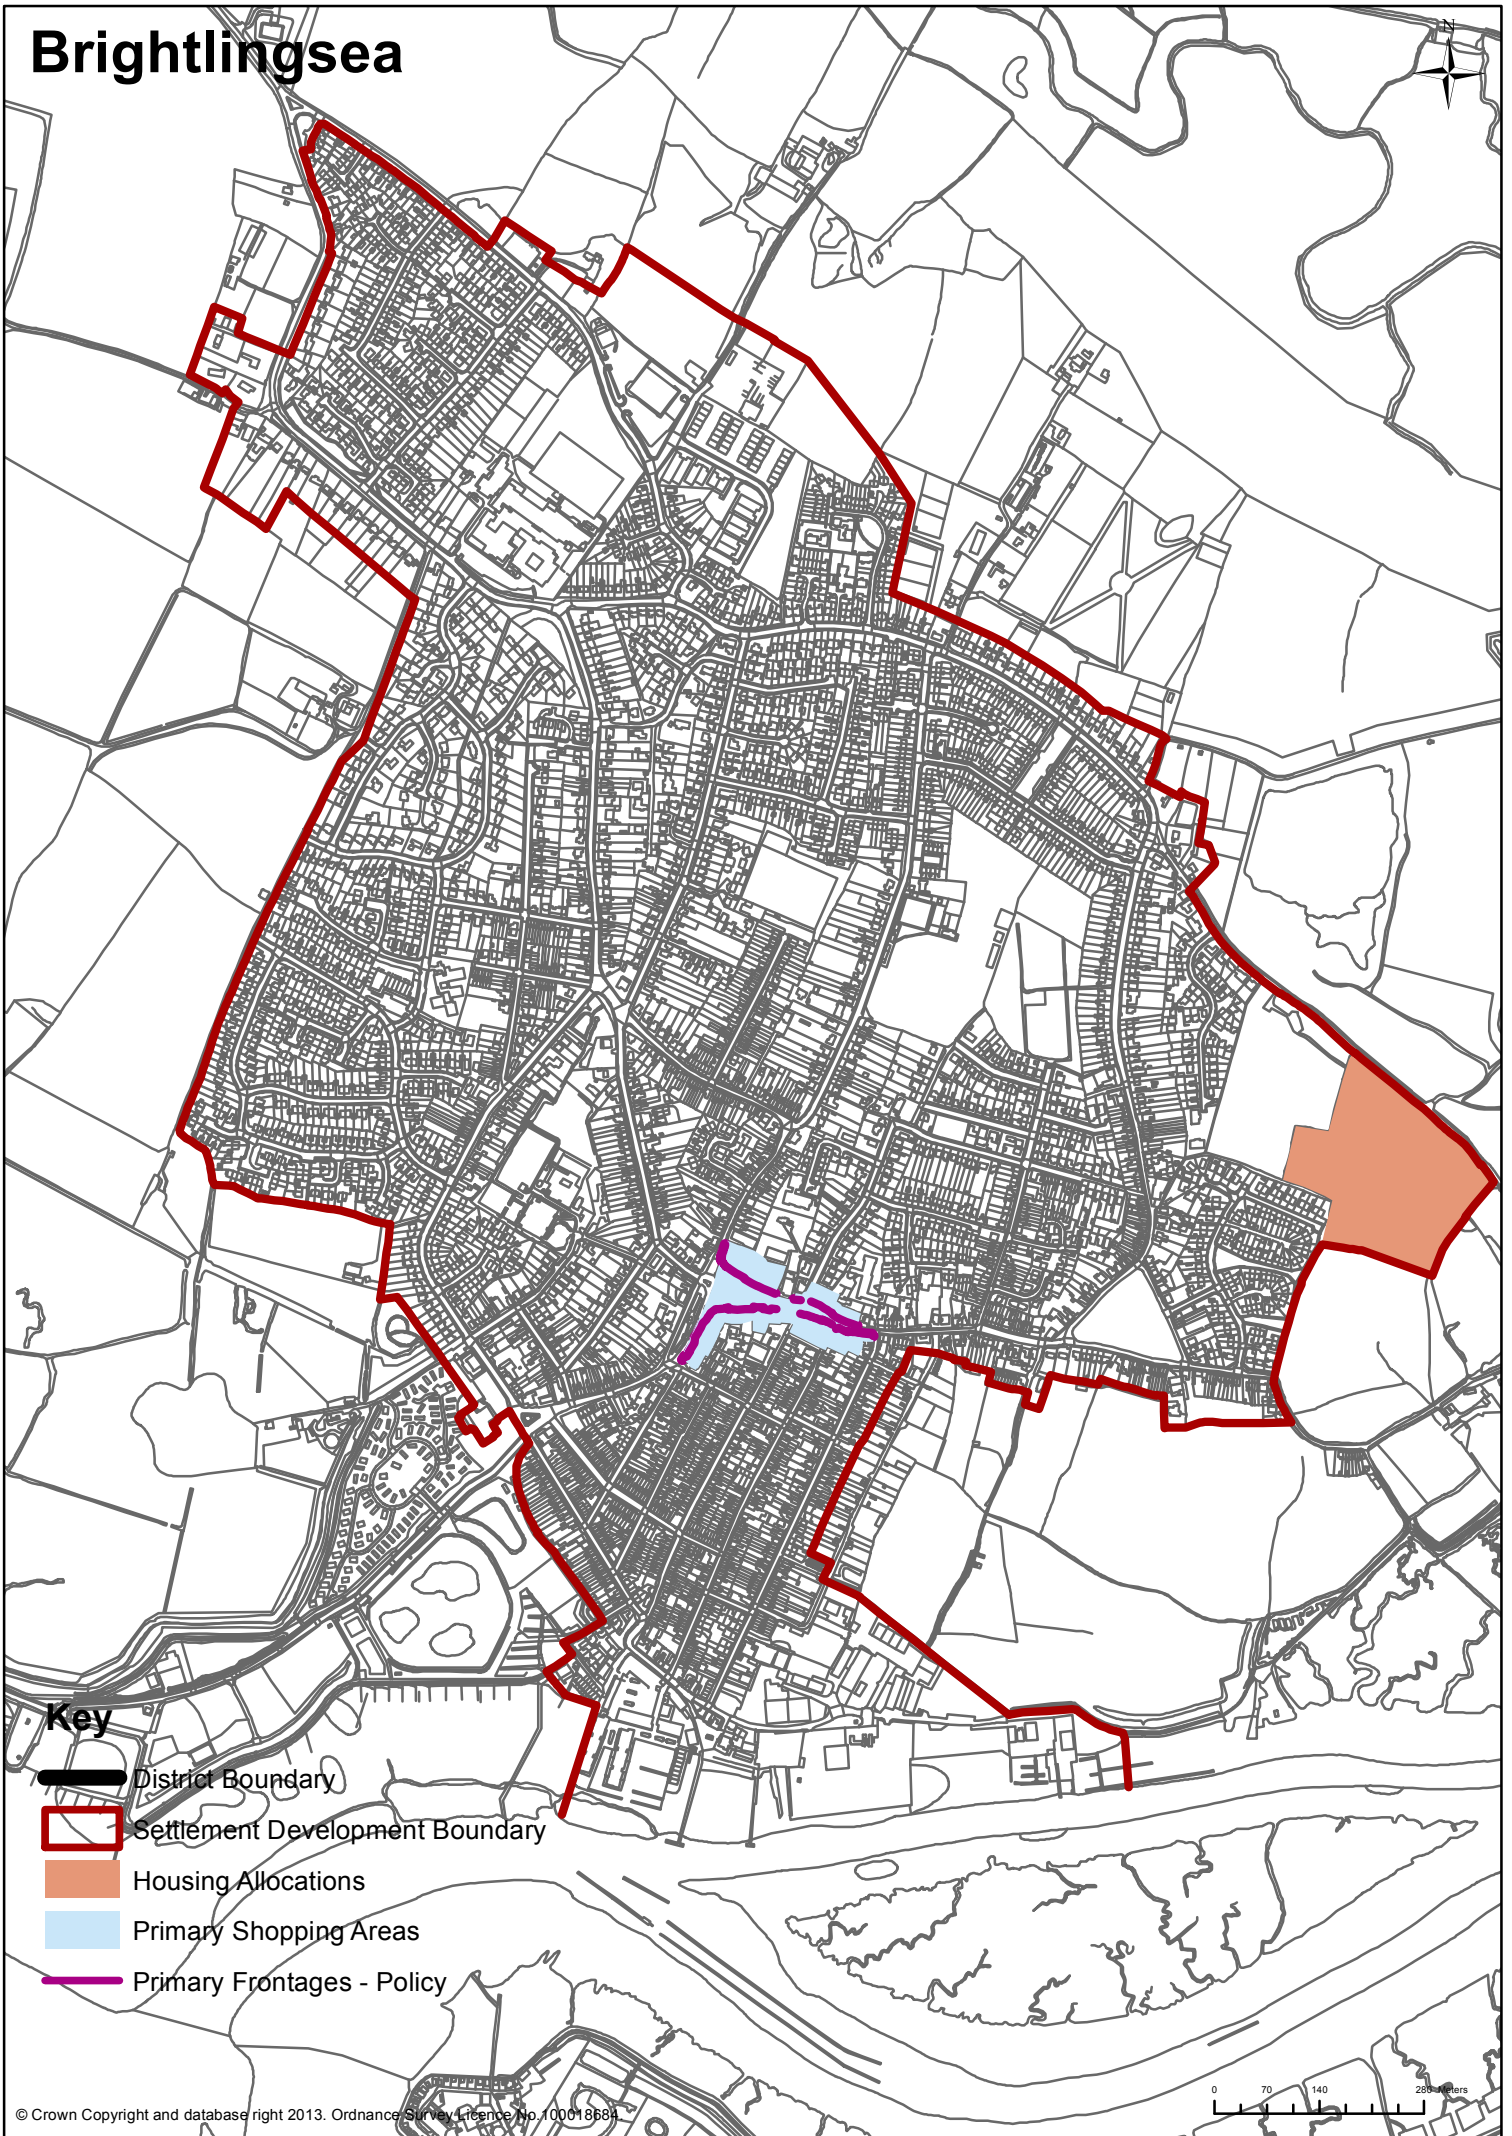 Brightlingsea
N
Key
District Boundary
Settlement Development Boundary
Housing Allocations
Primary Shopping Areas
Primary Frontages - Policy
0 70 140 280 Meters
© Crown Copyright and database right 2013. Ordnance Survey Licence No.100018684.